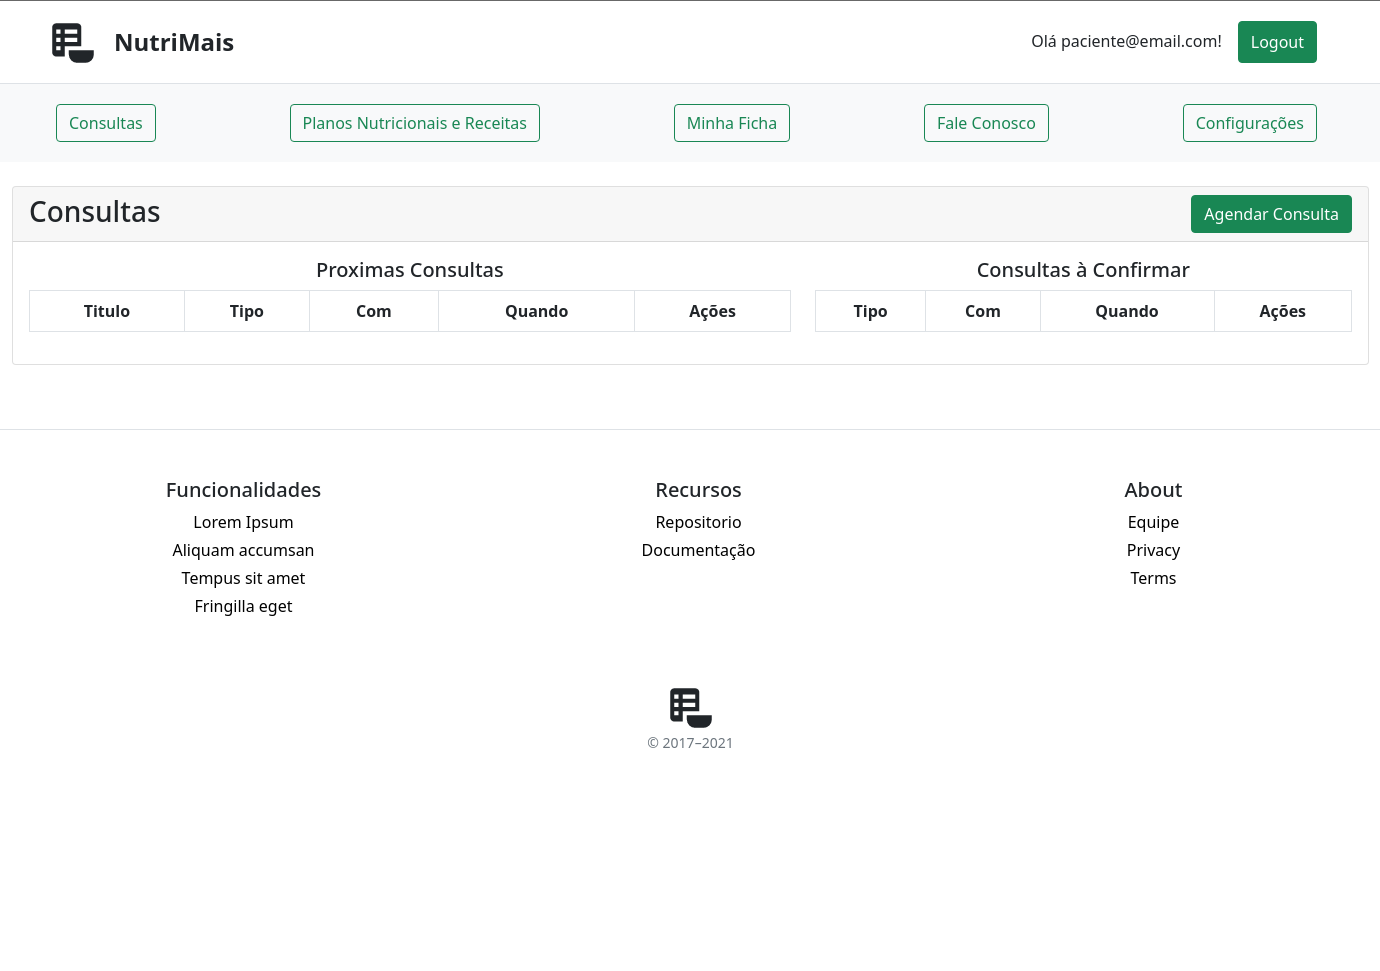 NutriMais
Olá paciente@email.com!
Logout
Consultas
Planos Nutricionais e Receitas
Minha Ficha
Fale Conosco
Configurações
Consultas
Agendar Consulta
Proximas Consultas
Titulo Tipo Com Quando Ações
Consultas à Confirmar
Tipo Com Quando Ações
Funcionalidades
Lorem Ipsum
Aliquam accumsan
Tempus sit amet
Fringilla eget
Recursos
Repositorio
Documentação
About
Equipe
Privacy
Terms
© 2017–2021